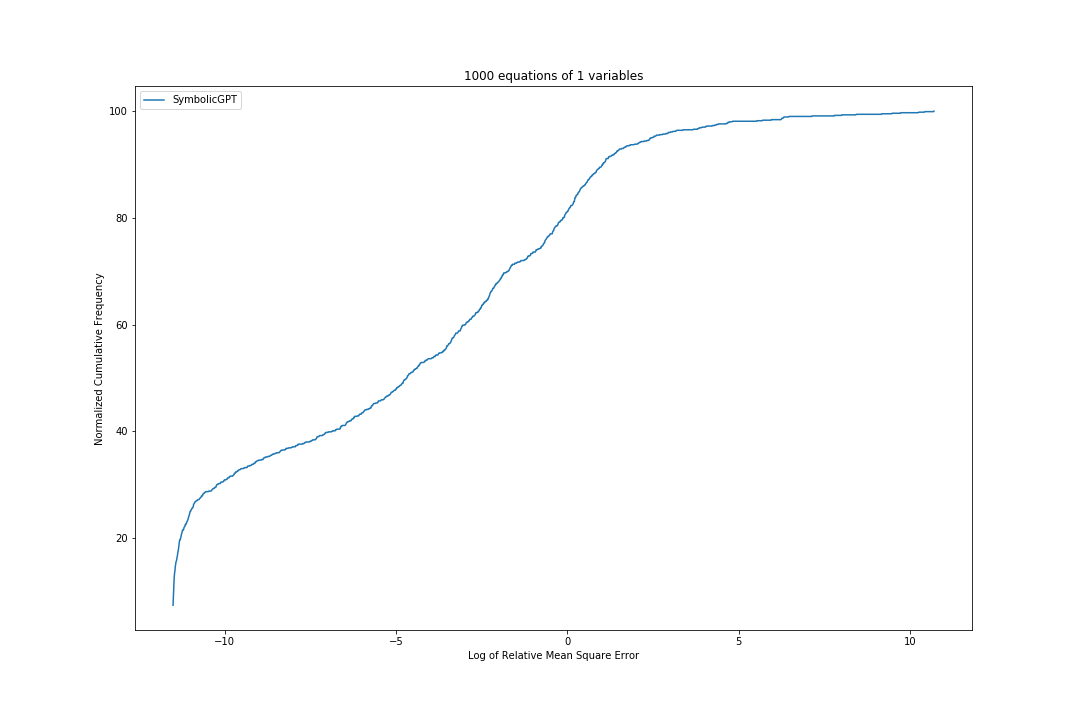 1000 equations of 1 variables
SymbolicGPT
Normalized Cumulative Frequency
100
80
60
40
20
−10
−5
0
5
10
Log of Relative Mean Square Error